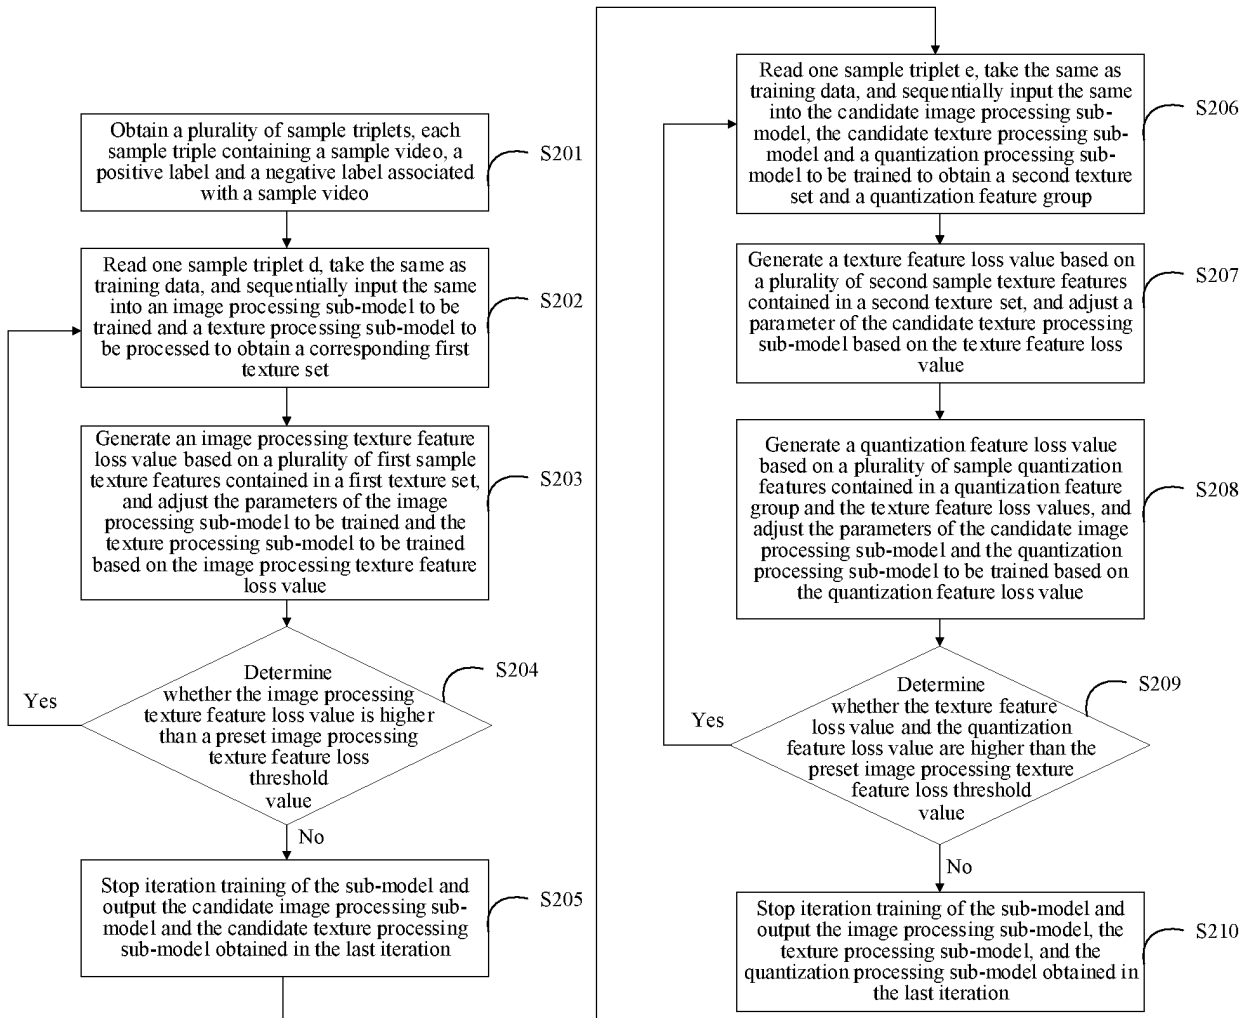 Obtain a plurality of sample triplets, each
sample triple containing a sample video, a
positive label and a negative label associated
with a sample video
S201
Read one sample triplet d, take the same as
training data, and sequentially input the same
into an image processing sub-model to be
trained and a texture processing sub-model to
be processed to obtain a corresponding first
texture set
S202
Generate an image processing texture feature
loss value based on a plurality of first sample
texture features contained in a first texture set,
and adjust the parameters of the image
processing sub-model to be trained and the
texture processing sub-model to be trained
based on the image processing texture feature
loss value
S203
Determine
whether the image processing
texture feature loss value is higher
than a preset image processing
texture feature loss
threshold
value
S204
Yes
No
Stop iteration training of the sub-model and
output the candidate image processing sub-
model and the candidate texture processing
sub-model obtained in the last iteration
S205
Read one sample triplet e, take the same as
training data, and sequentially input the same
into the candidate image processing sub-
model, the candidate texture processing sub-
model and a quantization processing sub-
model to be trained to obtain a second texture
set and a quantization feature group
S206
Generate a texture feature loss value based on
a plurality of second sample texture features
contained in a second texture set, and adjust a
parameter of the candidate texture processing
sub-model based on the texture feature loss
value
S207
Generate a quantization feature loss value
based on a plurality of sample quantization
features contained in a quantization feature
group and the texture feature loss values, and
adjust the parameters of the candidate image
processing sub-model and the quantization
processing sub-model to be trained based on
the quantization feature loss value
S208
Determine
whether the texture feature
loss value and the quantization
feature loss value are higher than the
preset image processing texture
feature loss threshold
value
S209
Yes
No
Stop iteration training of the sub-model and
output the image processing sub-model, the
texture processing sub-model, and the
quantization processing sub-model obtained in
the last iteration
S210